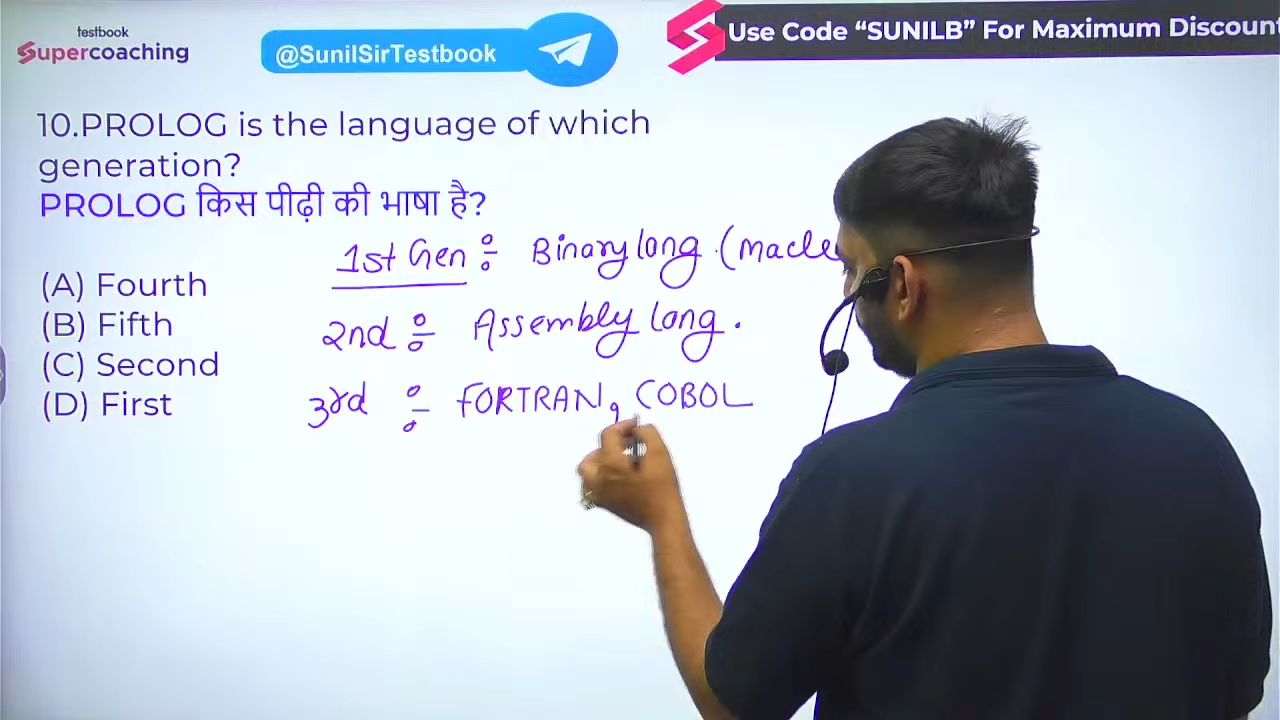 testbook
Supercoaching
@SunilSirTestbook
Use Code “SUNILB” For Maximum Discount
10.PROLOG is the language of which
generation?
PROLOG किस पीढ़ी की भाषा है?
(A) Fourth
(B) Fifth
(C) Second
(D) First
1st Gen : Binary lang. (mache
2nd : Assembly lang.
3rd : FORTRAN, COBOL